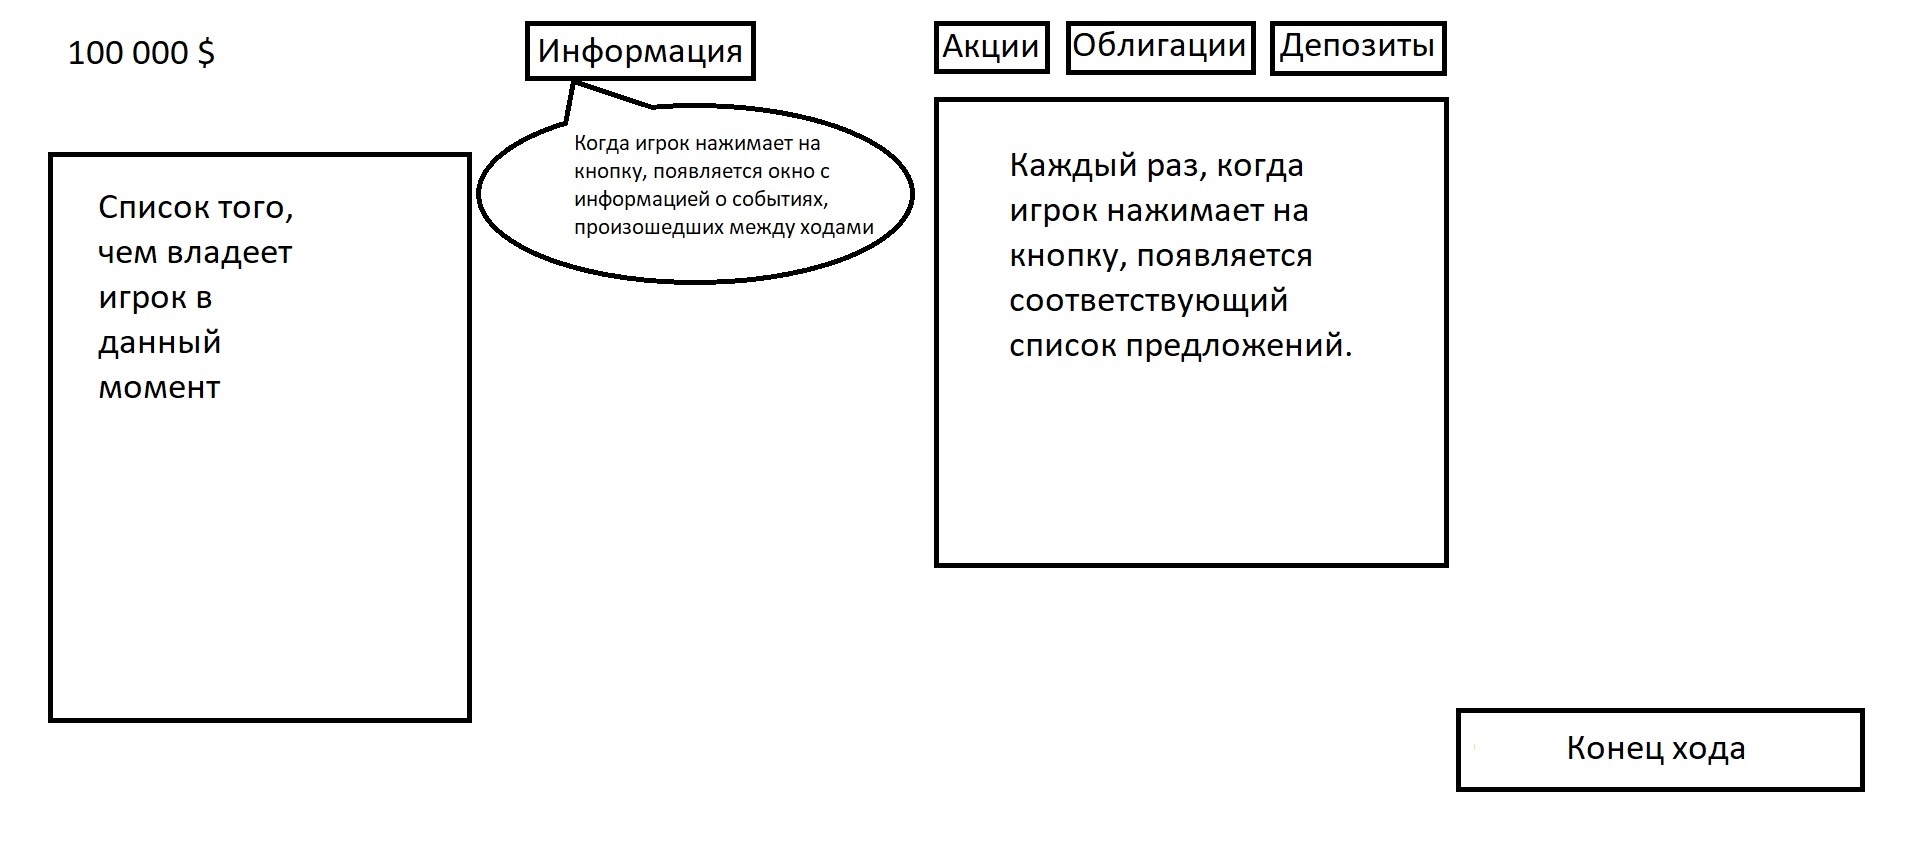 100 000 $
Информация
Акции
Облигации
Депозиты
Когда игрок нажимает на
кнопку, появляется окно с
информацией о событиях,
произошедших между ходами
Список того,
чем владеет
игрок в
данный
момент
Каждый раз, когда
игрок нажимает на
кнопку, появляется
соответствующий
список предложений.
Конец хода